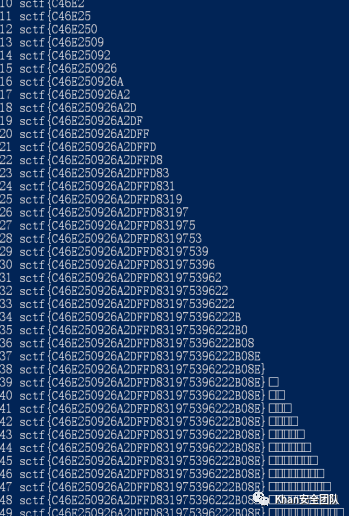 10 sctf{C46E2
11 sctf{C46E25
12 sctf{C46E250
13 sctf{C46E2509
14 sctf{C46E25092
15 sctf{C46E250926
16 sctf{C46E250926A
17 sctf{C46E250926A2
18 sctf{C46E250926A2D
19 sctf{C46E250926A2DF
20 sctf{C46E250926A2DFF
21 sctf{C46E250926A2DFFD
22 sctf{C46E250926A2DFFD8
23 sctf{C46E250926A2DFFD83
24 sctf{C46E250926A2DFFD831
25 sctf{C46E250926A2DFFD8319
26 sctf{C46E250926A2DFFD83197
27 sctf{C46E250926A2DFFD831975
28 sctf{C46E250926A2DFFD8319753
29 sctf{C46E250926A2DFFD83197539
30 sctf{C46E250926A2DFFD831975396
31 sctf{C46E250926A2DFFD8319753962
32 sctf{C46E250926A2DFFD83197539622
33 sctf{C46E250926A2DFFD831975396222
34 sctf{C46E250926A2DFFD831975396222B
35 sctf{C46E250926A2DFFD831975396222B0
36 sctf{C46E250926A2DFFD831975396222B08
37 sctf{C46E250926A2DFFD831975396222B08E
38 sctf{C46E250926A2DFFD831975396222B08E}
39 sctf{C46E250926A2DFFD831975396222B08E}□
40 sctf{C46E250926A2DFFD831975396222B08E}□□
41 sctf{C46E250926A2DFFD831975396222B08E}□□□
42 sctf{C46E250926A2DFFD831975396222B08E}□□□□
43 sctf{C46E250926A2DFFD831975396222B08E}□□□□□
44 sctf{C46E250926A2DFFD831975396222B08E}□□□□□□
45 sctf{C46E250926A2DFFD831975396222B08E}□□□□□□□
46 sctf{C46E250926A2DFFD831975396222B08E}□□□□□□□□
47 sctf{C46E250926A2DFFD831975396222B08E}□□□□□□□□□
48 sctf{C46E250926A2DFFD831975396222B08E
49 sctf{C46E250926A2DFFD831975396222B08E
Khan安全团队